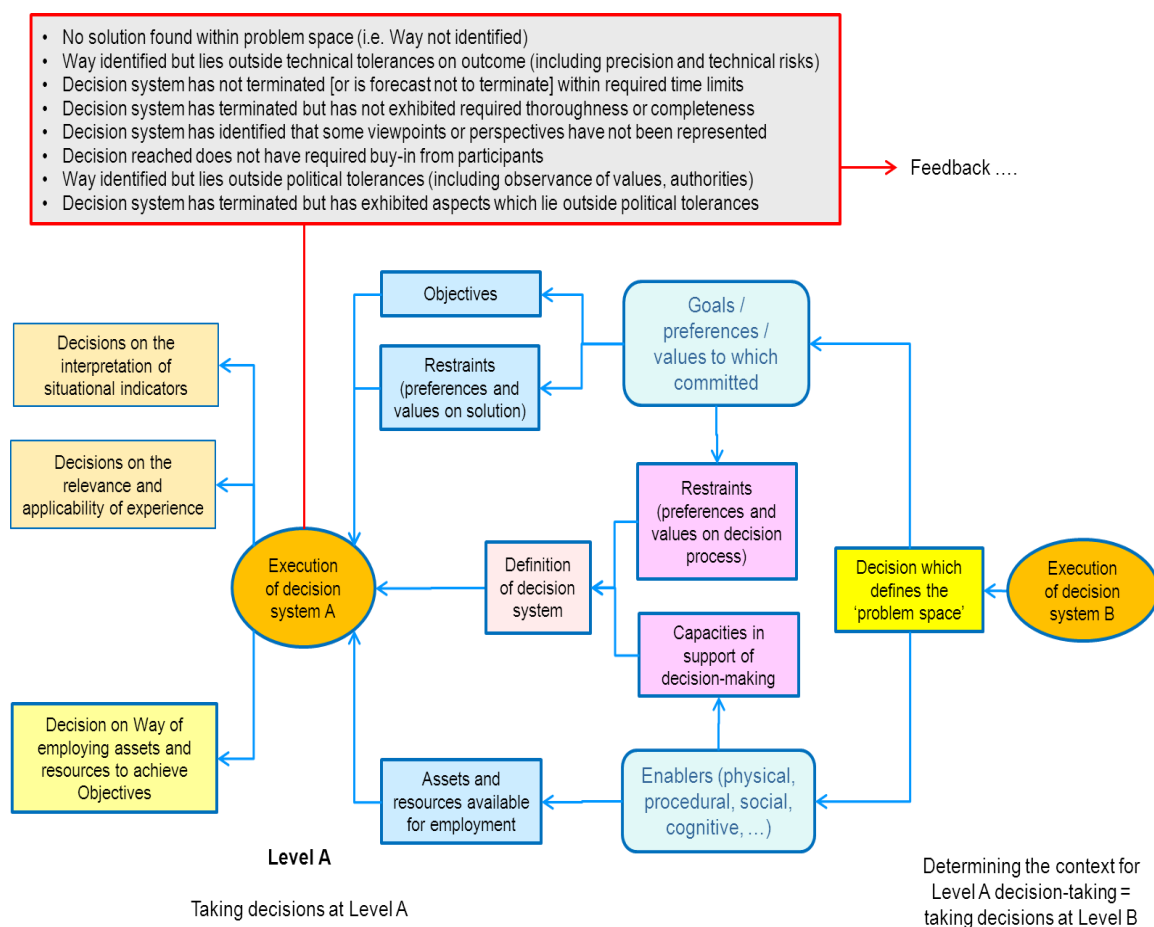 • No solution found within problem space (i.e. Way not identified)
• Way identified but lies outside technical tolerances on outcome (including precision and technical risks)
• Decision system has not terminated [or is forecast not to terminate] within required time limits
• Decision system has terminated but has not exhibited required thoroughness or completeness
• Decision system has identified that some viewpoints or perspectives have not been represented
• Decision reached does not have required buy-in from participants
• Way identified but lies outside political tolerances (including observance of values, authorities)
• Decision system has terminated but has exhibited aspects which lie outside political tolerances
Feedback ....
Objectives
Goals /
preferences /
values to which
committed
Decisions on the
interpretation of
situational indicators
Restraints
(preferences and
values on solution)
Decisions on the
relevance and
applicability of experience
Restraints
(preferences and
values on decision
process)
Execution
of decision
system A
Definition
of decision
system
Decision which
defines the
‘problem space’
Execution
of decision
system B
Capacities in
support of
decision-making
Decision on Way of
employing assets and
resources to achieve
Objectives
Assets and
resources available
for employment
Enablers (physical,
procedural, social,
cognitive, ...)
Level A
Taking decisions at Level A
Determining the context for
Level A decision-taking =
taking decisions at Level B